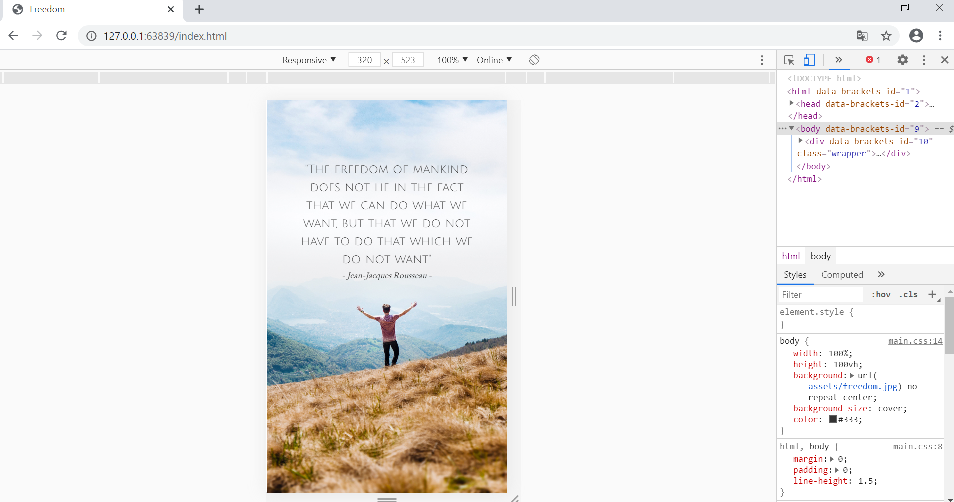 Freedom
127.0.0.1:63839/index.html
Responsive ▼ 320 × 523 100% ▼ Online ▼
1
<!DOCTYPE html>
<html data-brackets-id="1">
<head data-brackets-id="2">…
</head>
<body data-brackets-id="9"> == $
<div data-brackets-id="10"
class="wrapper">…</div>
</body>
</html>
"THE FREEDOM OF MANKIND
DOES NOT LIE IN THE FACT
THAT WE CAN DO WHAT WE
WANT, BUT THAT WE DO NOT
HAVE TO DO THAT WHICH WE
DO NOT WANT"
- Jean-Jacques Rousseau -
html body
Styles Computed »
Filter :hov .cls +
element.style {
}
body { main.css:14
width: 100%;
height: 100vh;
background: url(
assets/freedom.jpg) no
repeat center;
background-size: cover;
color: #333;
}
html, body { main.css:8
margin: 0;
padding: 0;
line-height: 1.5;
}